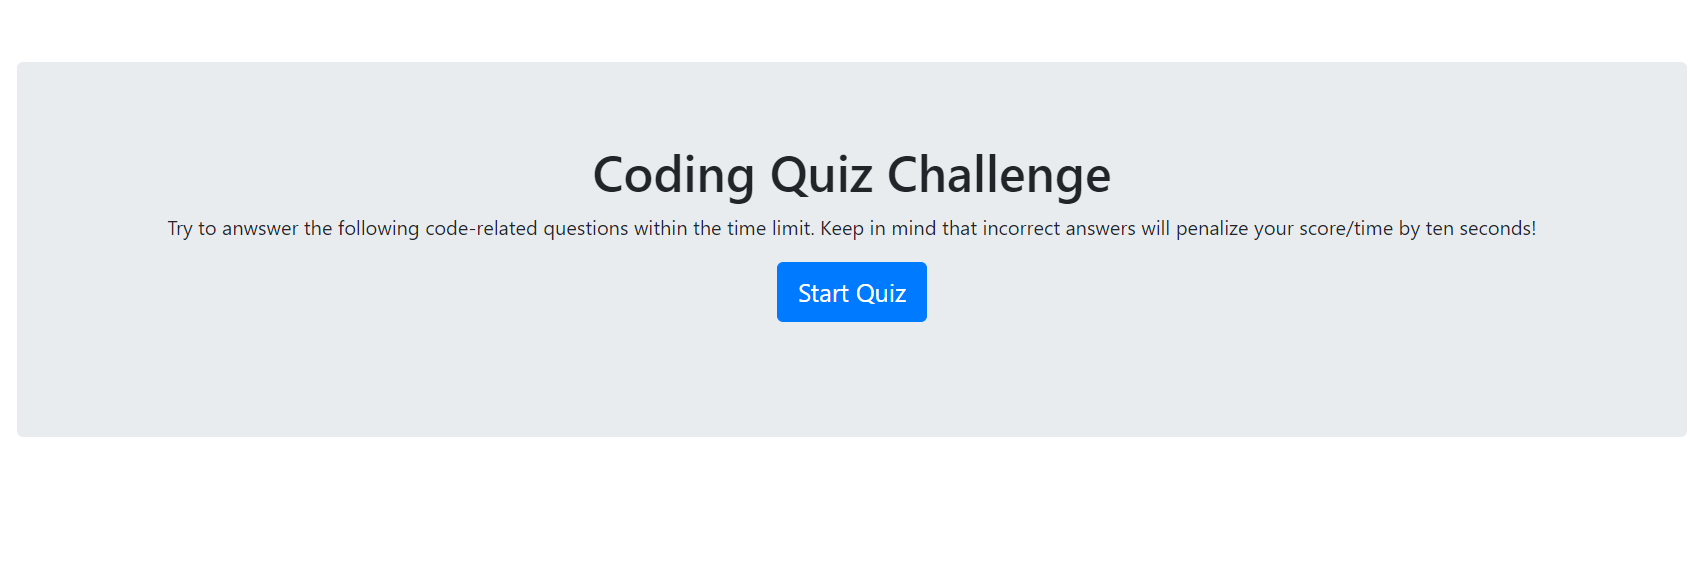 Coding Quiz Challenge
Try to anwswer the following code-related questions within the time limit. Keep in mind that incorrect answers will penalize your score/time by ten seconds!
Start Quiz